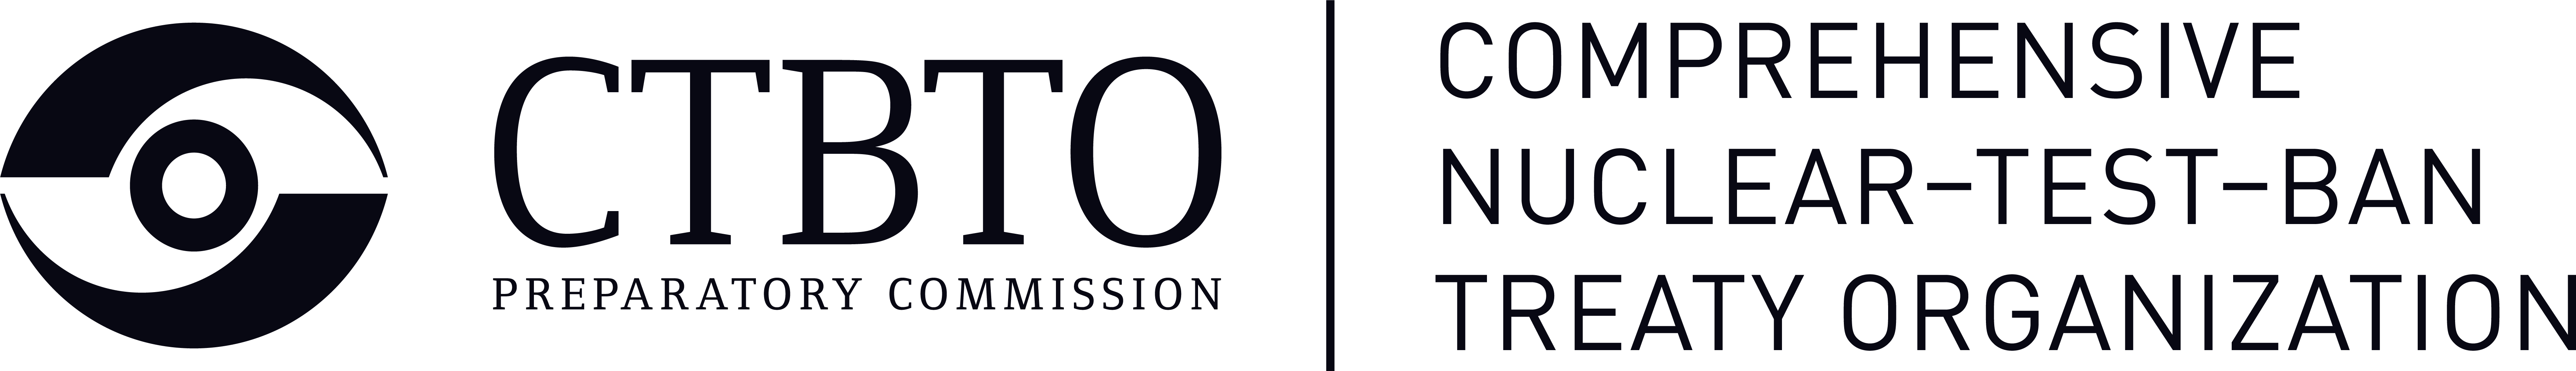 CTBTO
PREPARATORY COMMISSION
COMPREHENSIVE
NUCLEAR-TEST-BAN
TREATY ORGANIZATION